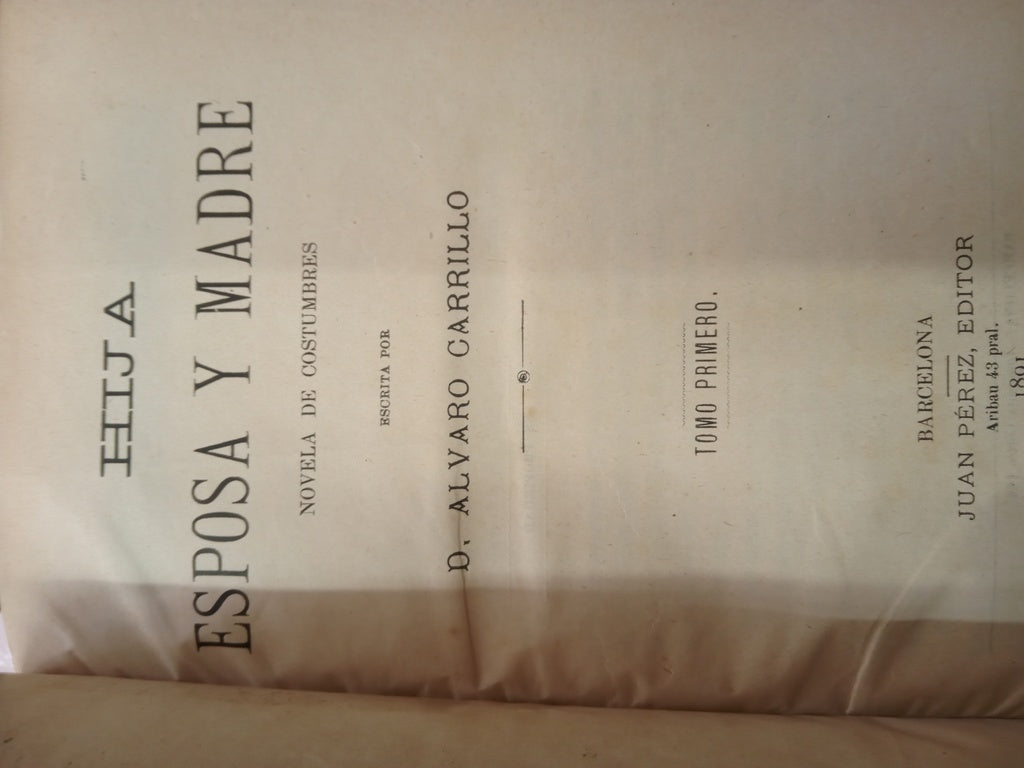 HIJA
ESPOSA Y MADRE
NOVELA DE COSTUMBRES
ESCRITA POR
D. ALVARO CARRILLO
TOMO PRIMERO.
BARCELONA
JUAN PÉREZ, EDITOR
Aribau 43 pral.